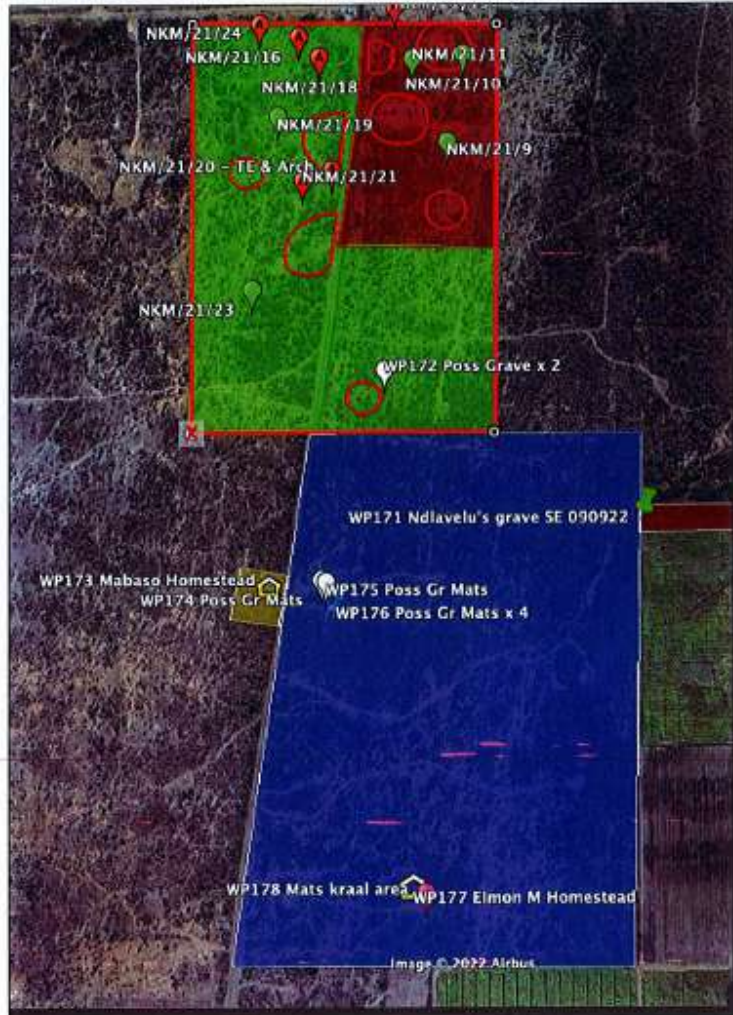 NKM/21/24
NKM/21/16
NKM/21/11
NKM/21/18
NKM/21/10
NKM/21/19
NKM/21/9
NKM/21/20 - TE & Arch
NKM/21/21
NKM/21/23
WP172 Poss Grave x 2
WP171 Ndlavelu's grave SE 090922
WP173 Mabaso Homestead
WP175 Poss Gr Mats
WP174 Poss Gr Mats
WP176 Poss Gr Mats x 4
WP178 Mats kraal area
WP177 Elmon M Homestead
Image © 2022 Airbus